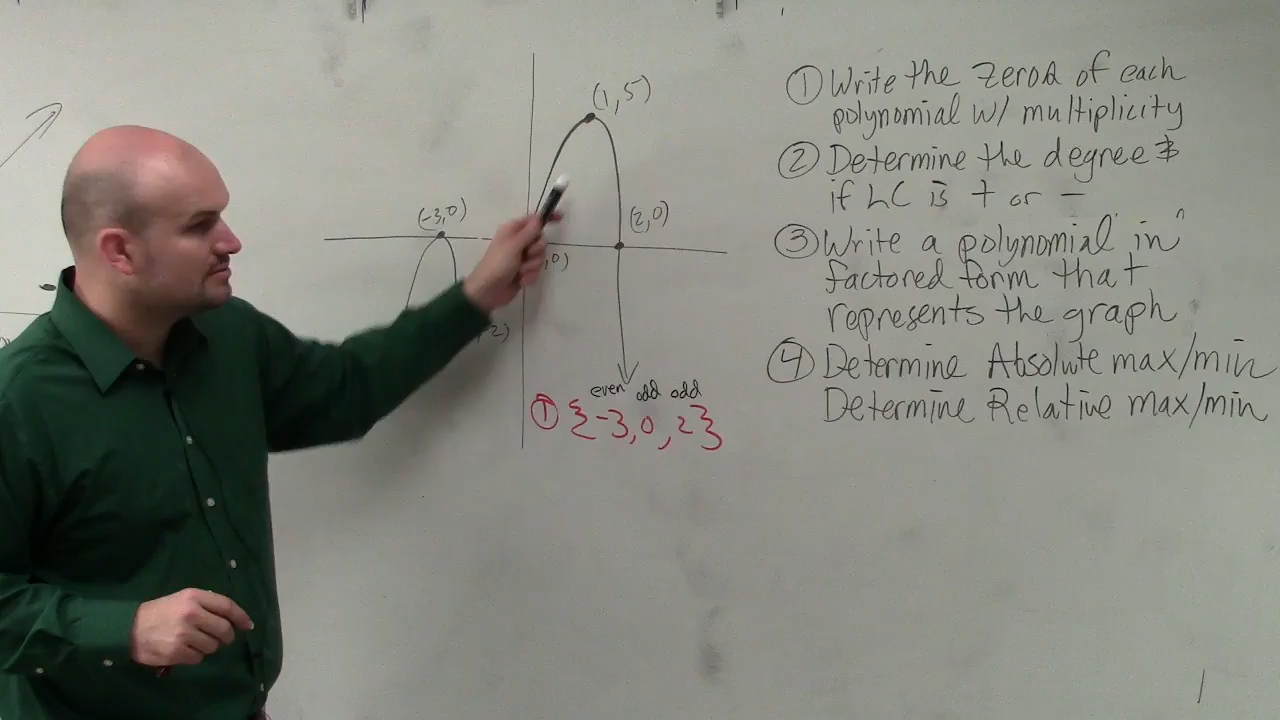 (1,5)
(-3,0)
(2,0)
,0)
2)
① Write the zeros of each
polynomial w/ multiplicity
② Determine the degree &
if LC is + or -
③ Write a polynomial in
factored form that
represents the graph
④ Determine Absolute max/min
Determine Relative max/min
even odd odd
① {-3, 0, 2}